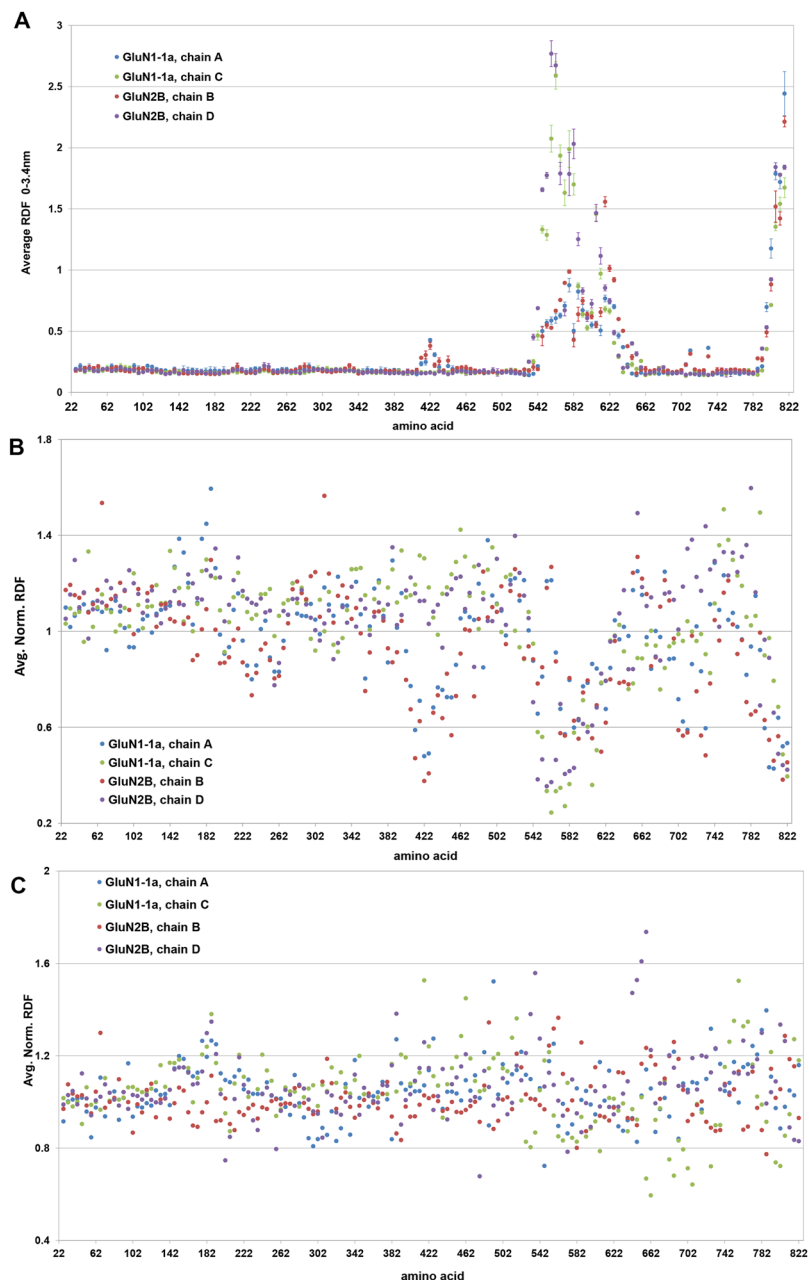 A
3
2.5
2
1.5
1
0.5
0
Average RDF 0-3.4nm
GluN1-1a, chain A
GluN1-1a, chain C
GluN2B, chain B
GluN2B, chain D
22 62 102 142 182 222 262 302 342 382 422 462 502 542 582 622 662 702 742 782 822
amino acid
B
1.8
1.4
1
0.6
0.2
Avg. Norm. RDF
GluN1-1a, chain A
GluN1-1a, chain C
GluN2B, chain B
GluN2B, chain D
22 62 102 142 182 222 262 302 342 382 422 462 502 542 582 622 662 702 742 782 822
amino acid
C
2
1.6
1.2
0.8
0.4
Avg. Norm. RDF
GluN1-1a, chain A
GluN1-1a, chain C
GluN2B, chain B
GluN2B, chain D
22 62 102 142 182 222 262 302 342 382 422 462 502 542 582 622 662 702 742 782 822
amino acid